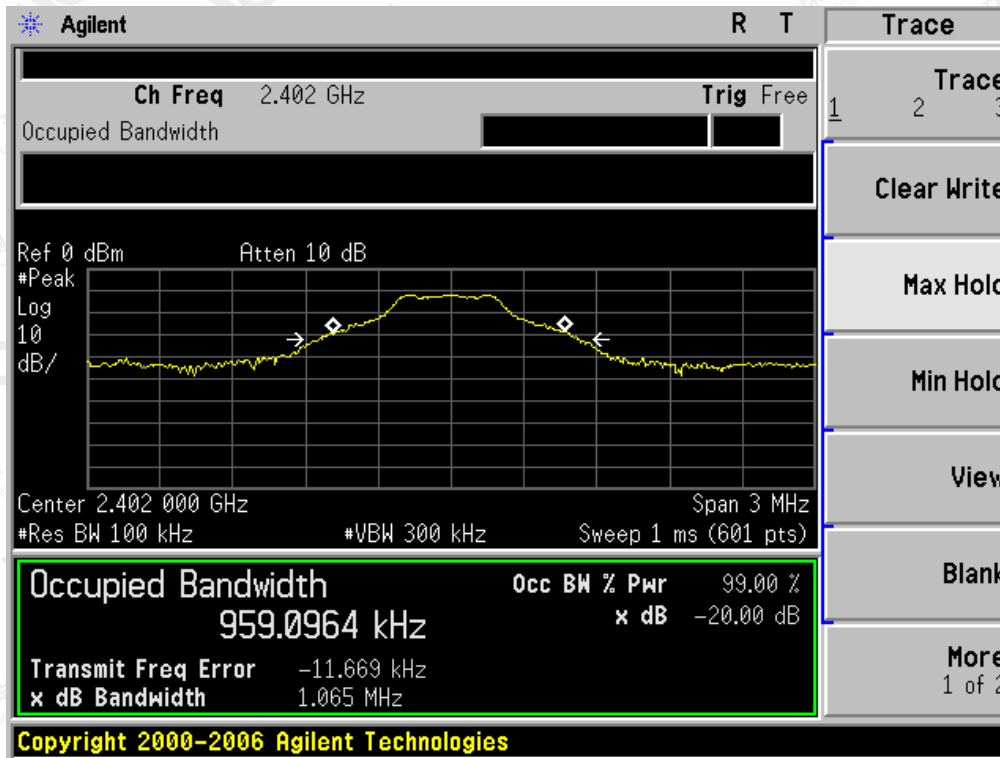 Agilent R T
Trace
Ch Freq 2.402 GHz Trig Free
Occupied Bandwidth
Ref 0 dBm Atten 10 dB
#Peak
Log
10
dB/
Center 2.402 000 GHz Span 3 MHz
#Res BW 100 kHz #VBW 300 kHz Sweep 1 ms (601 pts)
Occupied Bandwidth
959.0964 kHz
Occ BW % Pwr 99.00 %
x dB -20.00 dB
Transmit Freq Error -11.669 kHz
x dB Bandwidth 1.065 MHz
Copyright 2000-2006 Agilent Technologies
Trace
1 2 3
Clear Write
Max Hold
Min Hold
View
Blank
More
1 of 2